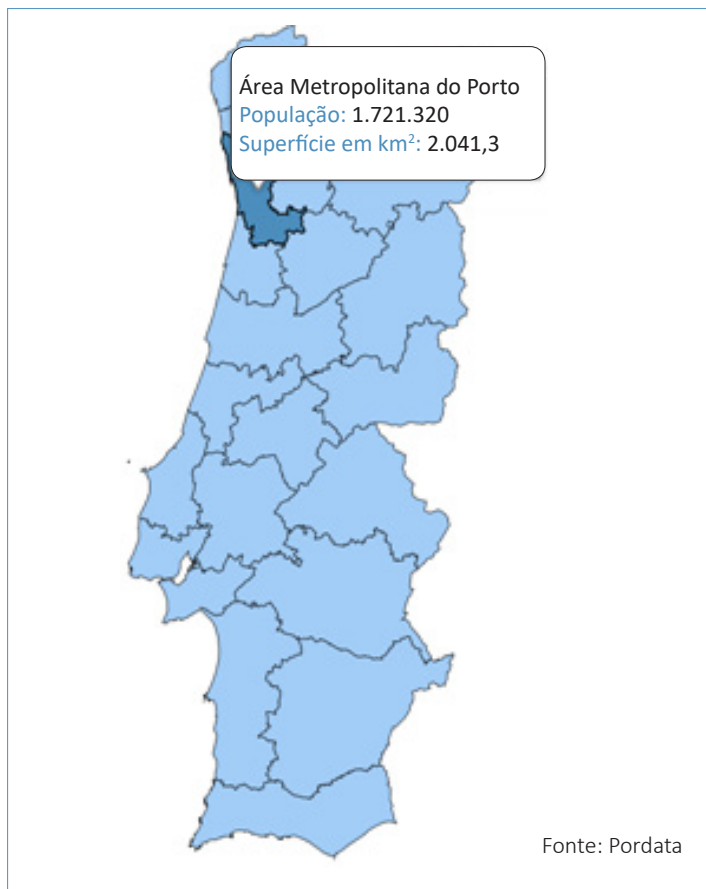 Área Metropolitana do Porto
População: 1.721.320
Superfície em km²: 2.041,3
Fonte: Pordata